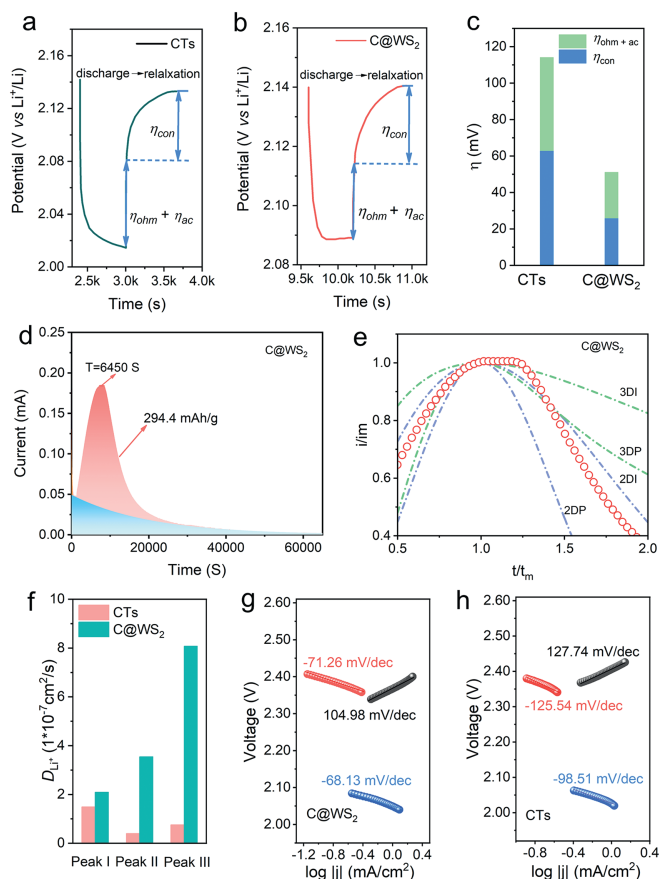 a
CTs
discharge→relalxation
η_con
η_ohm + η_ac
Potential (V vs Li⁺/Li)
2.12
2.08
2.04
2.00
2.5k 3.0k 3.5k 4.0k
Time (s)
b
C@WS₂
discharge→relaxation
η_con
η_ohm + η_ac
Potential (V vs Li⁺/Li)
2.14
2.12
2.10
2.08
9.5k 10.2k 10.9k 11.5k
Time (s)
c
η_ohm + ac
η_con
η (mV)
120
100
80
60
40
20
0
CTs C@WS₂
d
C@WS₂
T=6450 S
294.4 mAh/g
Current (mA)
0.25
0.20
0.15
0.10
0.05
0.00
0 20000 40000 60000
Time (S)
e
C@WS₂
3DI
3DP
2DI
2DP
i/im
1.2
1.0
0.8
0.6
0.4
0.5 1.0 1.5 2.0
t/tₘ
f
CTs
C@WS₂
D_Li⁺ (1*10⁻⁷cm²/s)
10
8
6
4
2
0
Peak I Peak II Peak III
g
-71.26 mV/dec
104.98 mV/dec
-68.13 mV/dec
C@WS₂
Voltage (V)
2.60
2.50
2.40
2.30
2.20
2.10
2.00
-1.2 -0.8 -0.4 0.0 0.4
log |j| (mA/cm²)
h
127.74 mV/dec
-125.54 mV/dec
-98.51 mV/dec
CTs
Voltage (V)
2.60
2.50
2.40
2.30
2.20
2.10
2.00
-0.8 -0.4 0.0 0.4
log |j| (mA/cm²)